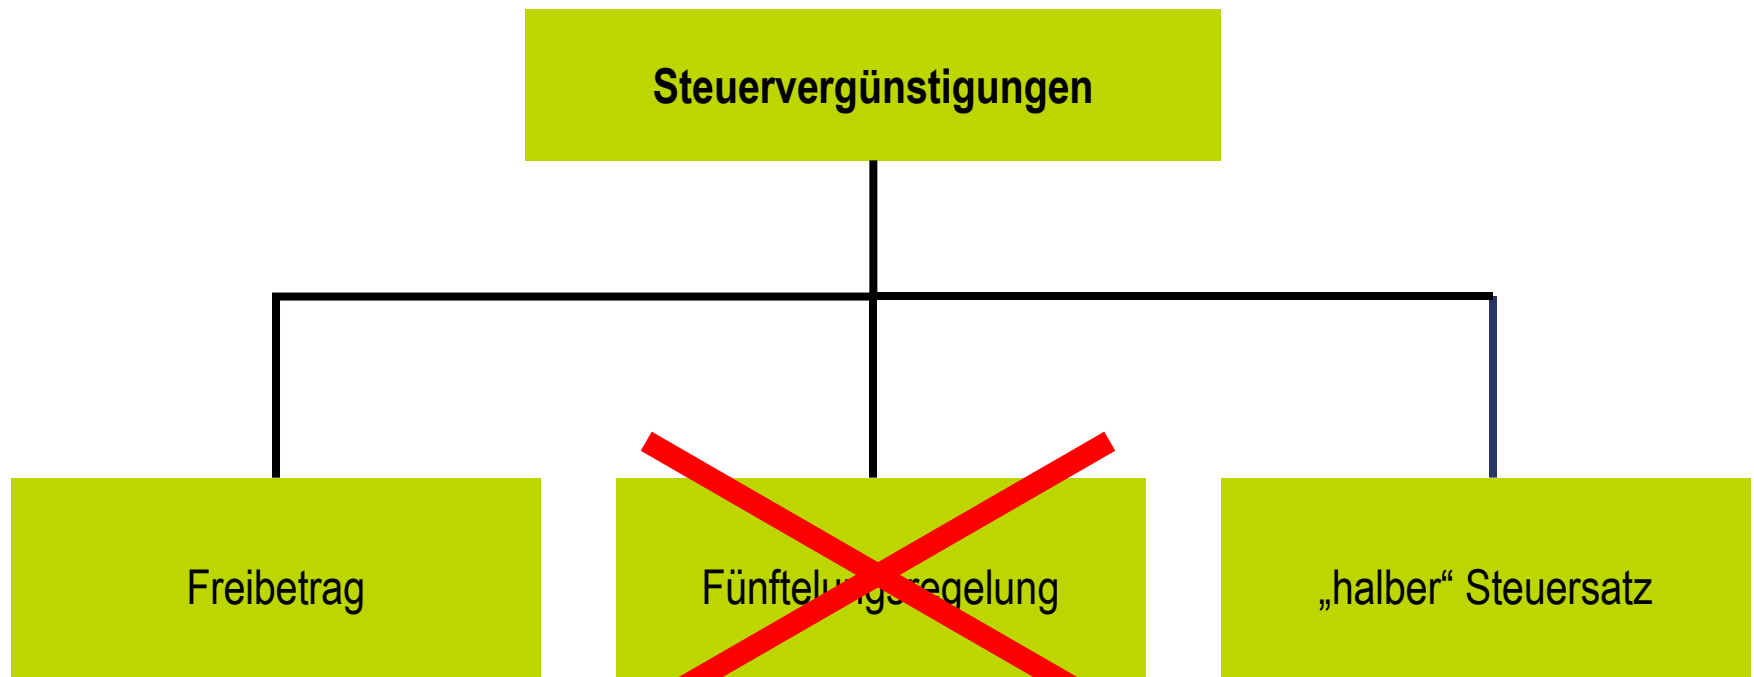 Steuervergünstigungen
Freibetrag
Fünftelungsregelung
„halber“ Steuersatz